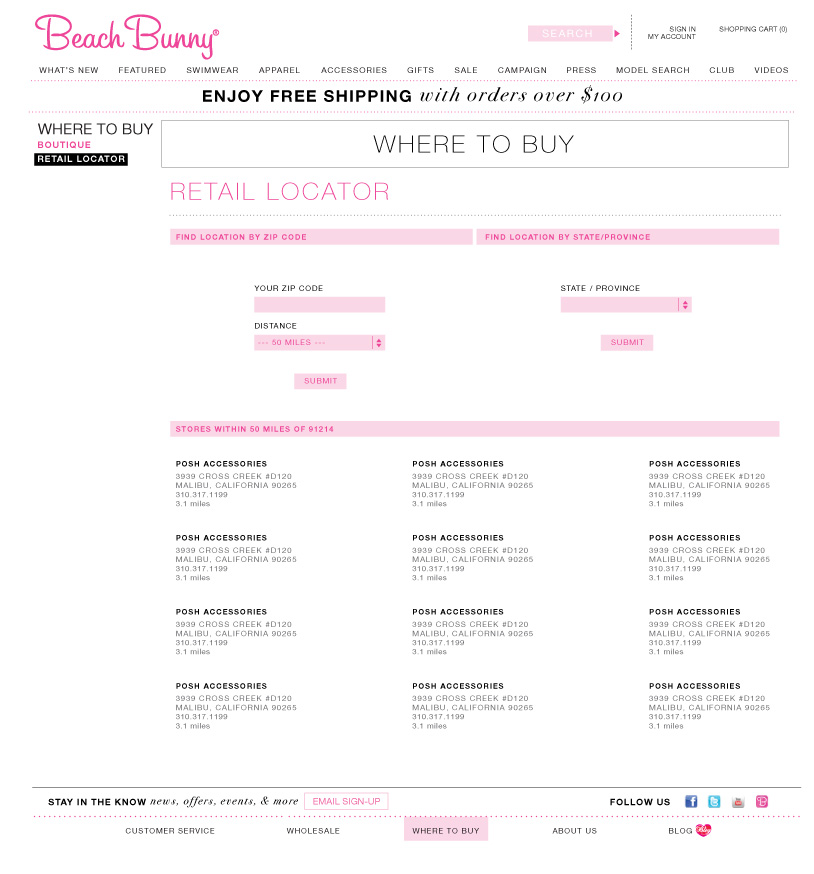 Beach Bunny®
SEARCH
SIGN IN
MY ACCOUNT
SHOPPING CART (0)
WHAT'S NEW FEATURED SWIMWEAR APPAREL ACCESSORIES GIFTS SALE CAMPAIGN PRESS MODEL SEARCH CLUB VIDEOS
ENJOY FREE SHIPPING with orders over $100
WHERE TO BUY
BOUTIQUE
RETAIL LOCATOR
WHERE TO BUY
RETAIL LOCATOR
FIND LOCATION BY ZIP CODE
YOUR ZIP CODE
DISTANCE
--- 50 MILES ---
SUBMIT
FIND LOCATION BY STATE/PROVINCE
STATE / PROVINCE
SUBMIT
STORES WITHIN 50 MILES OF 91214
POSH ACCESSORIES POSH ACCESSORIES POSH ACCESSORIES
3939 CROSS CREEK #D120 3939 CROSS CREEK #D120 3939 CROSS CREEK #D120
MALIBU, CALIFORNIA 90265 MALIBU, CALIFORNIA 90265 MALIBU, CALIFORNIA 90265
310.317.1199 310.317.1199 310.317.1199
3.1 miles 3.1 miles 3.1 miles
POSH ACCESSORIES POSH ACCESSORIES POSH ACCESSORIES
3939 CROSS CREEK #D120 3939 CROSS CREEK #D120 3939 CROSS CREEK #D120
MALIBU, CALIFORNIA 90265 MALIBU, CALIFORNIA 90265 MALIBU, CALIFORNIA 90265
310.317.1199 310.317.1199 310.317.1199
3.1 miles 3.1 miles 3.1 miles
POSH ACCESSORIES POSH ACCESSORIES POSH ACCESSORIES
3939 CROSS CREEK #D120 3939 CROSS CREEK #D120 3939 CROSS CREEK #D120
MALIBU, CALIFORNIA 90265 MALIBU, CALIFORNIA 90265 MALIBU, CALIFORNIA 90265
310.317.1199 310.317.1199 310.317.1199
3.1 miles 3.1 miles 3.1 miles
POSH ACCESSORIES POSH ACCESSORIES POSH ACCESSORIES
3939 CROSS CREEK #D120 3939 CROSS CREEK #D120 3939 CROSS CREEK #D120
MALIBU, CALIFORNIA 90265 MALIBU, CALIFORNIA 90265 MALIBU, CALIFORNIA 90265
310.317.1199 310.317.1199 310.317.1199
3.1 miles 3.1 miles 3.1 miles
STAY IN THE KNOW news, offers, events, & more EMAIL SIGN-UP FOLLOW US
CUSTOMER SERVICE WHOLESALE WHERE TO BUY ABOUT US BLOG